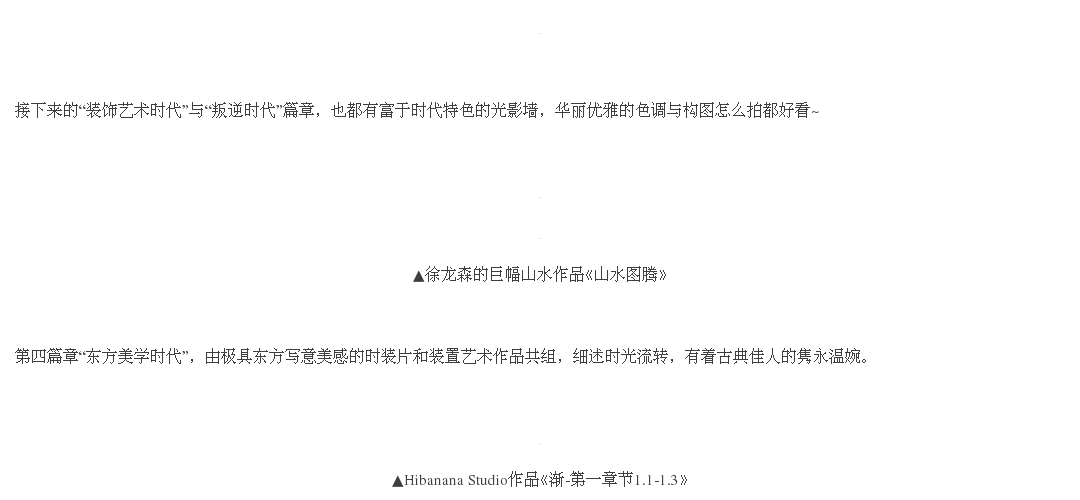 接下来的“装饰艺术时代”与“叛逆时代”篇章，也都有富于时代特色的光影墙，华丽优雅的色调与构图怎么拍都好看~
▲徐龙森的巨幅山水作品《山水图腾》
第四篇章“东方美学时代”，由极具东方写意美感的时装片和装置艺术作品共组，细述时光流转，有着古典佳人的隽永温婉。
▲Hibanana Studio作品《渐-第一章节1.1-1.3》